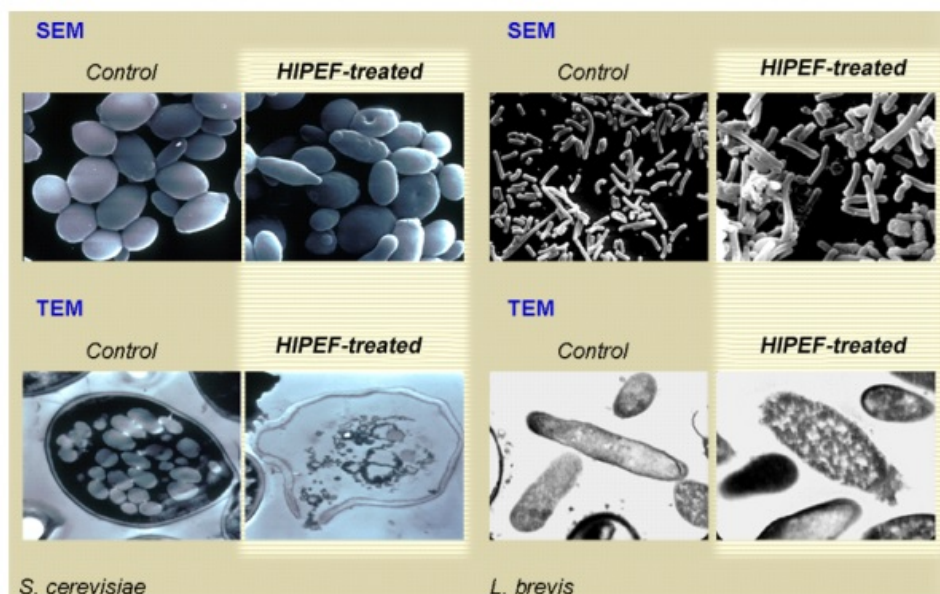 SEM
SEM
Control
HIPEF-treated
Control
HIPEF-treated
TEM
TEM
Control
HIPEF-treated
Control
HIPEF-treated
S. cerevisiae
L. brevis